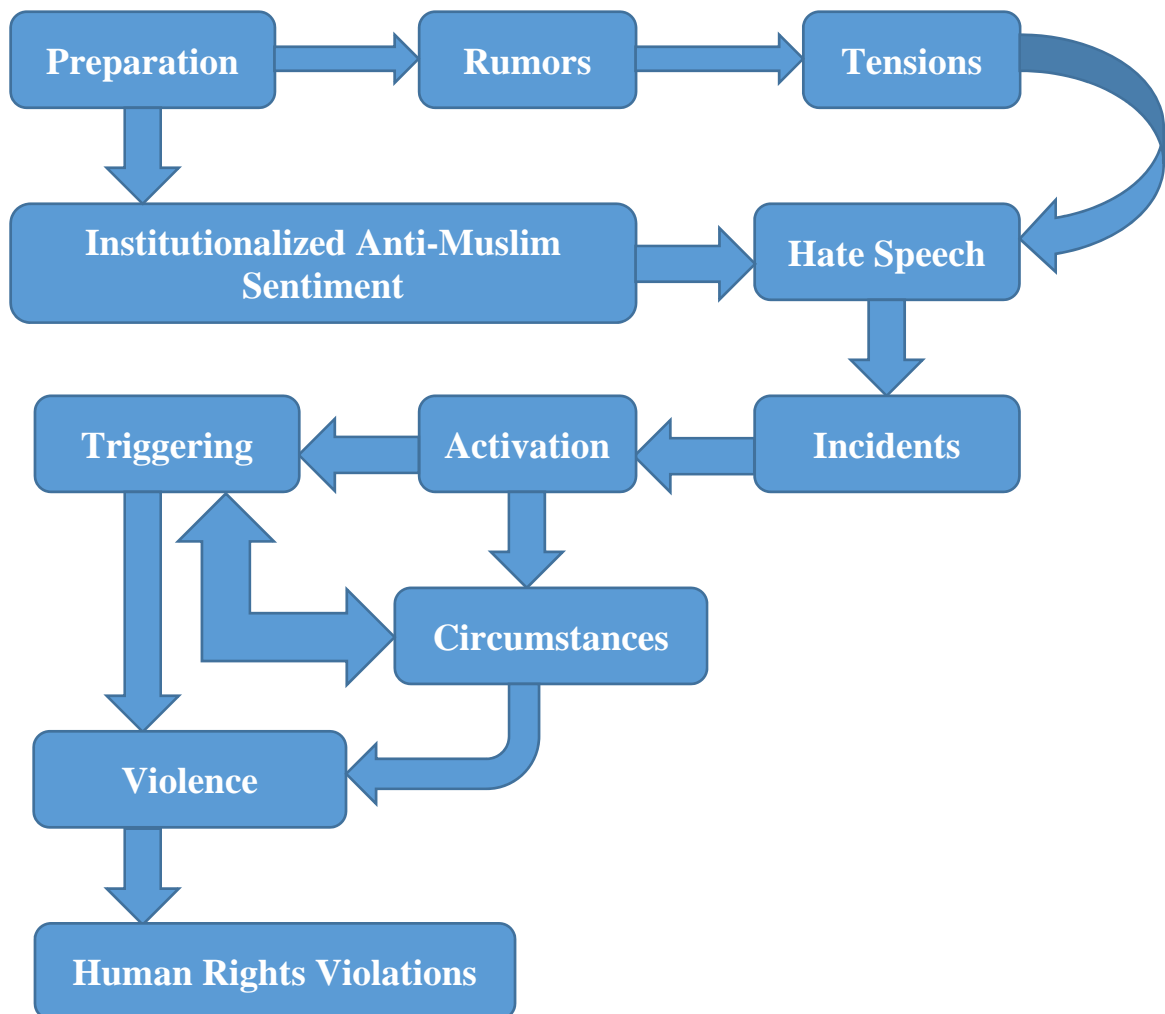 Preparation
Rumors
Tensions
Institutionalized Anti-Muslim
Sentiment
Hate Speech
Triggering
Activation
Incidents
Circumstances
Violence
Human Rights Violations